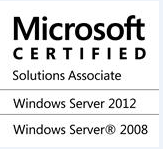 Microsoft
CERTIFIED
Solutions Associate
Windows Server 2012
Windows Server® 2008